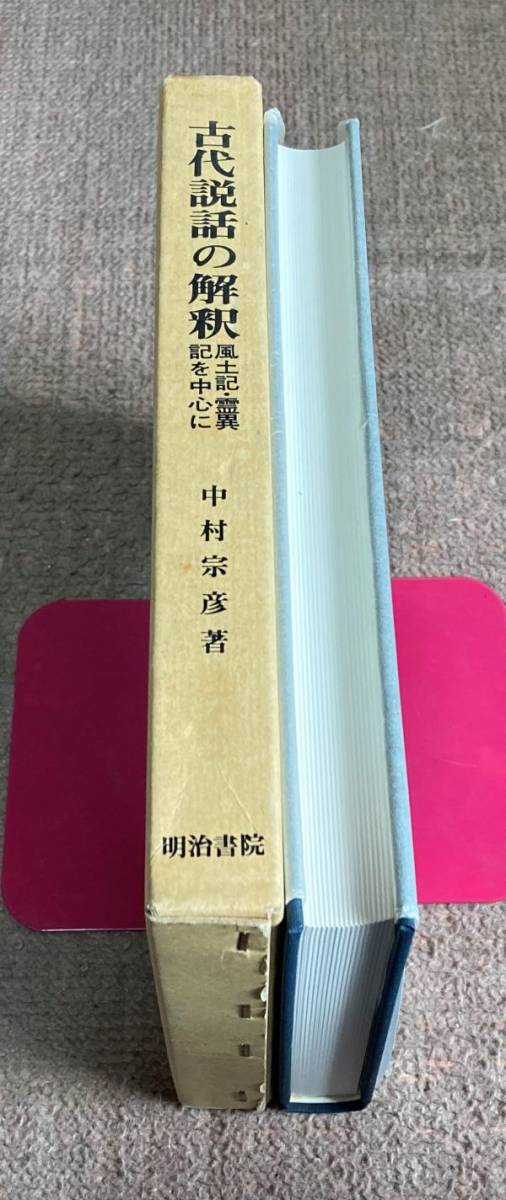 古代説話の解釈
風土記・霊異
記を中心に
中村宗彦著
明治書院